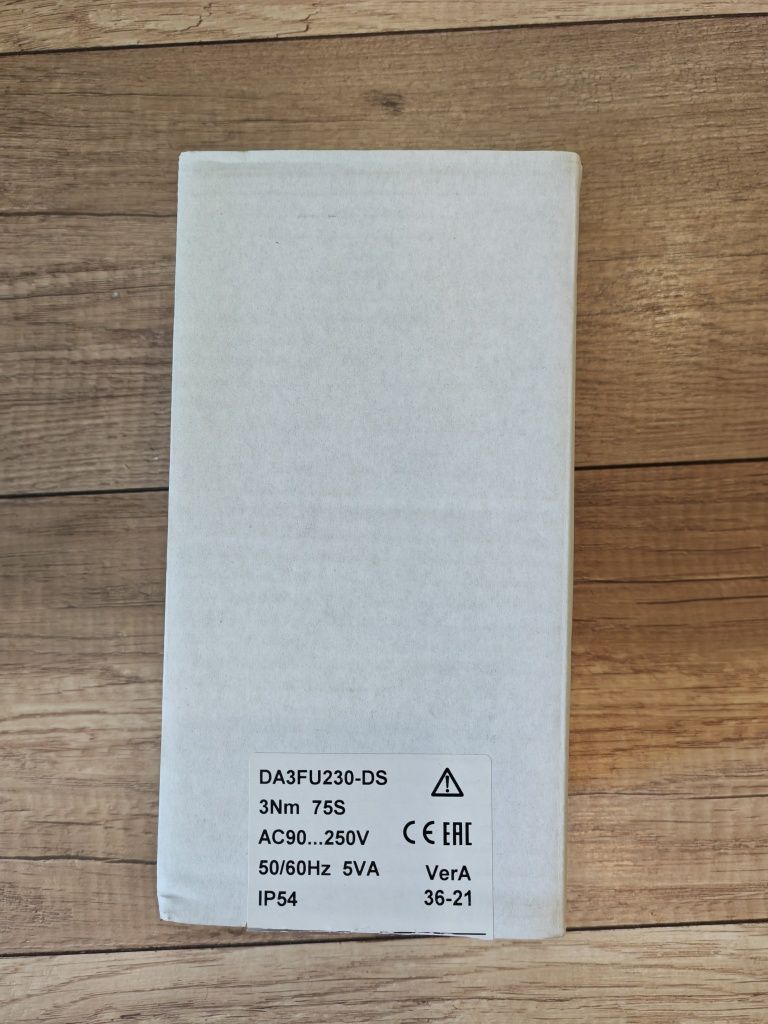 DA3FU230-DS
3Nm 75S
AC90...250V CE EAC
50/60Hz 5VA VerA
IP54 36-21